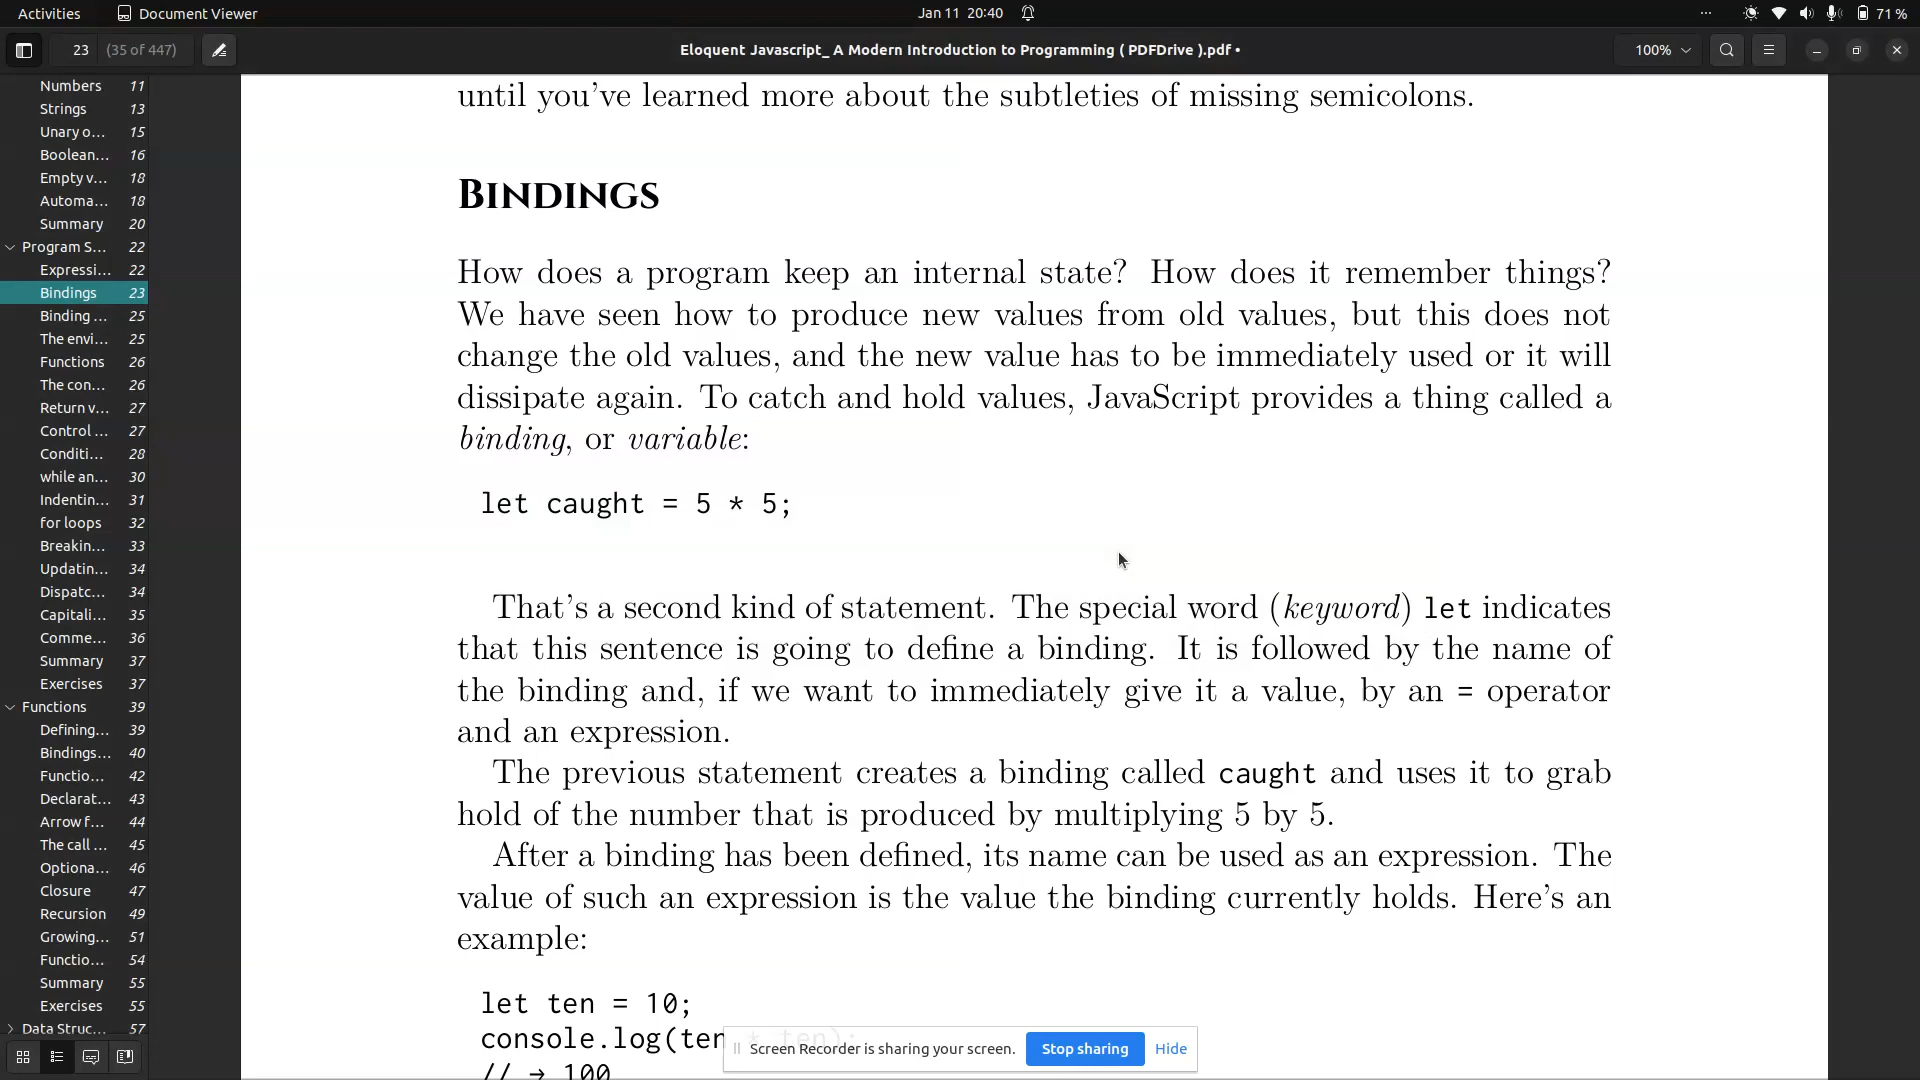 Activities
Document Viewer
Jan 11 20:40
71 %
23
(35 of 447)
Eloquent Javascript_ A Modern Introduction to Programming ( PDFDrive ).pdf •
100%
Numbers 11
Strings 13
Unary o... 15
Boolean... 16
Empty v... 18
Automa... 18
Summary 20
Program S... 22
Expressi... 22
Bindings 23
Binding ... 25
The envi... 25
Functions 26
The con... 26
Return v... 27
Control ... 27
Conditi... 28
while an... 30
Indentin... 31
for loops 32
Breakin... 33
Updatin... 34
Dispatc... 34
Capitali... 35
Comme... 36
Summary 37
Exercises 37
Functions 39
Defining... 39
Bindings... 40
Functio... 42
Declarat... 43
Arrow f... 44
The call ... 45
Optiona... 46
Closure 47
Recursion 49
Growing... 51
Functio... 54
Summary 55
Exercises 55
Data Struc... 57
until you've learned more about the subtleties of missing semicolons.
Bindings
How does a program keep an internal state? How does it remember things?
We have seen how to produce new values from old values, but this does not
change the old values, and the new value has to be immediately used or it will
dissipate again. To catch and hold values, JavaScript provides a thing called a
binding, or variable:
let caught = 5 * 5;
That's a second kind of statement. The special word (keyword) let indicates
that this sentence is going to define a binding. It is followed by the name of
the binding and, if we want to immediately give it a value, by an = operator
and an expression.
The previous statement creates a binding called caught and uses it to grab
hold of the number that is produced by multiplying 5 by 5.
After a binding has been defined, its name can be used as an expression. The
value of such an expression is the value the binding currently holds. Here's an
example:
let ten = 10;
console.log(ten * ten);
// → 100
Screen Recorder is sharing your screen.
Stop sharing
Hide